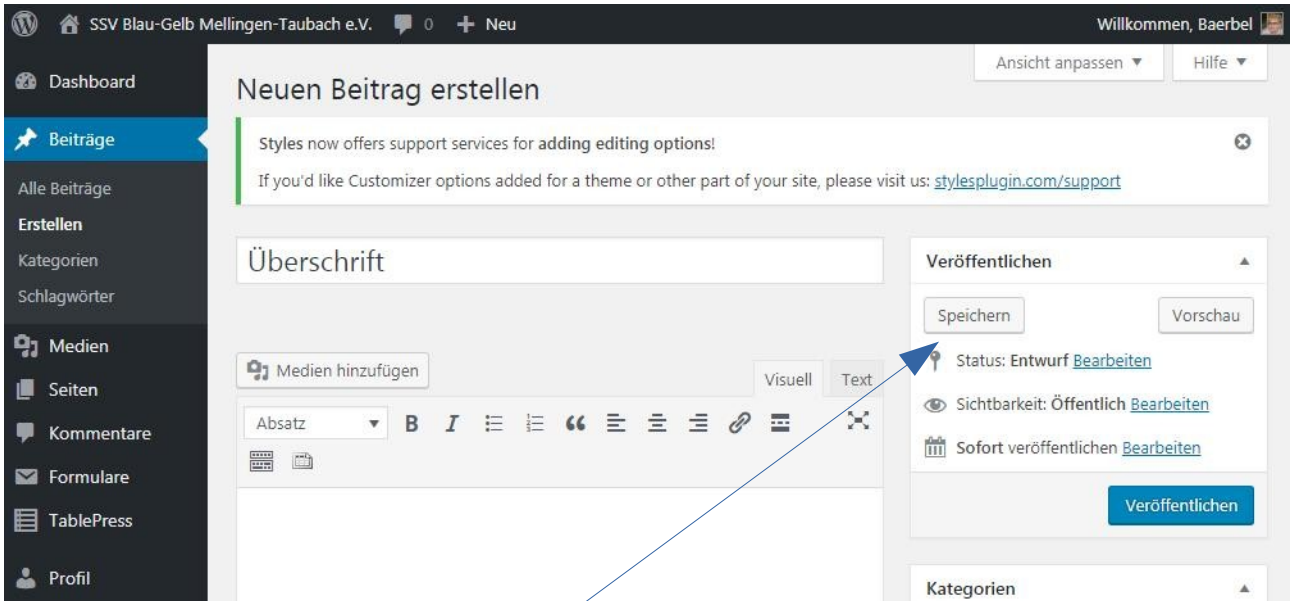 SSV Blau-Gelb Mellingen-Taubach e.V. 0 Neu Willkommen, Baerbel
Ansicht anpassen ▼ Hilfe ▼
Dashboard
Beiträge
Alle Beiträge
Erstellen
Kategorien
Schlagwörter
Medien
Seiten
Kommentare
Formulare
TablePress
Profil
Neuen Beitrag erstellen
Styles now offers support services for adding editing options!
If you'd like Customizer options added for a theme or other part of your site, please visit us: stylesplugin.com/support
Überschrift
Medien hinzufügen
Visuell Text
Absatz ▼ B I
Veröffentlichen ▲
Speichern Vorschau
Status: Entwurf Bearbeiten
Sichtbarkeit: Öffentlich Bearbeiten
Sofort veröffentlichen Bearbeiten
Veröffentlichen
Kategorien ▲